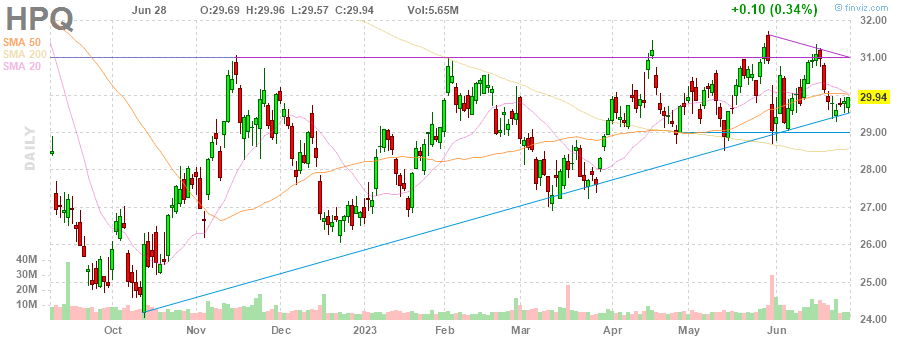 HPQ
Jun 28 O:29.69 H:29.96 L:29.57 C:29.94 Vol:5.65M
+0.10 (0.34%)
© finviz.com
SMA 50
SMA 200
SMA 20
DAILY
32.00
31.00
29.94
29.00
28.00
27.00
26.00
25.00
24.00
40M
30M
20M
10M
Oct Nov Dec 2023 Feb Mar Apr May Jun